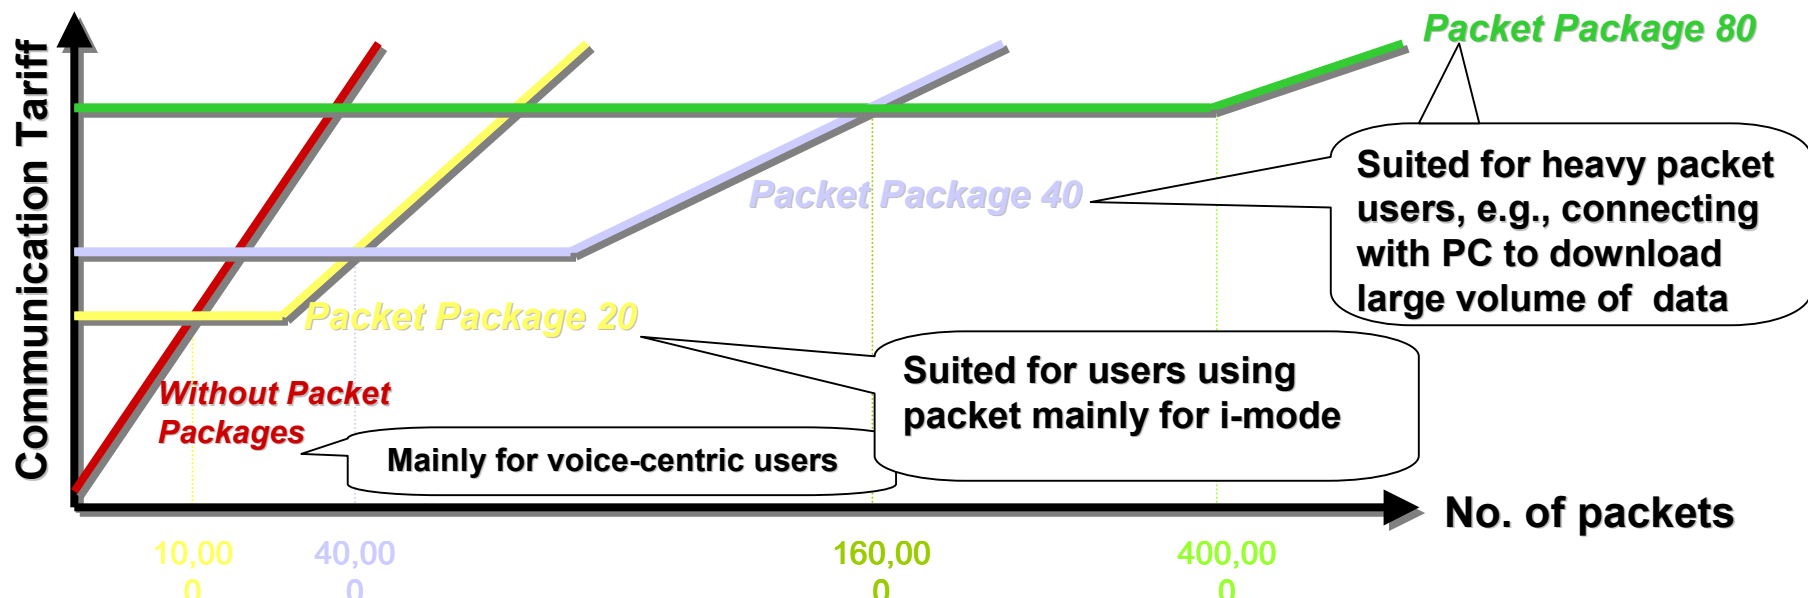 Communication Tariff
Packet Package 80
Suited for heavy packet
users, e.g., connecting
with PC to download
large volume of data
Packet Package 40
Packet Package 20
Suited for users using
packet mainly for i-mode
Without Packet
Packages
Mainly for voice-centric users
No. of packets
10,00
0
40,00
0
160,00
0
400,00
0